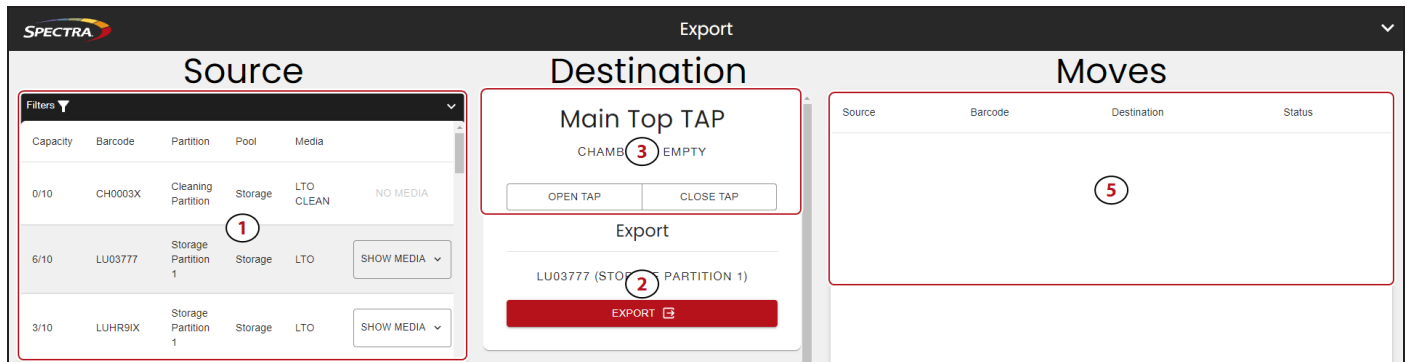 SPECTRA
Export
Source
Destination
Moves
Filters
Capacity Barcode Partition Pool Media
0/10 CH0003X Cleaning Partition Storage LTO CLEAN NO MEDIA
1
6/10 LU03777 Storage Partition 1 Storage LTO SHOW MEDIA
3/10 LUHR9IX Storage Partition 1 Storage LTO SHOW MEDIA
Main Top TAP
CHAMB 3 EMPTY
OPEN TAP CLOSE TAP
Export
LU03777 (STO 2 E PARTITION 1)
EXPORT
Source Barcode Destination Status
5